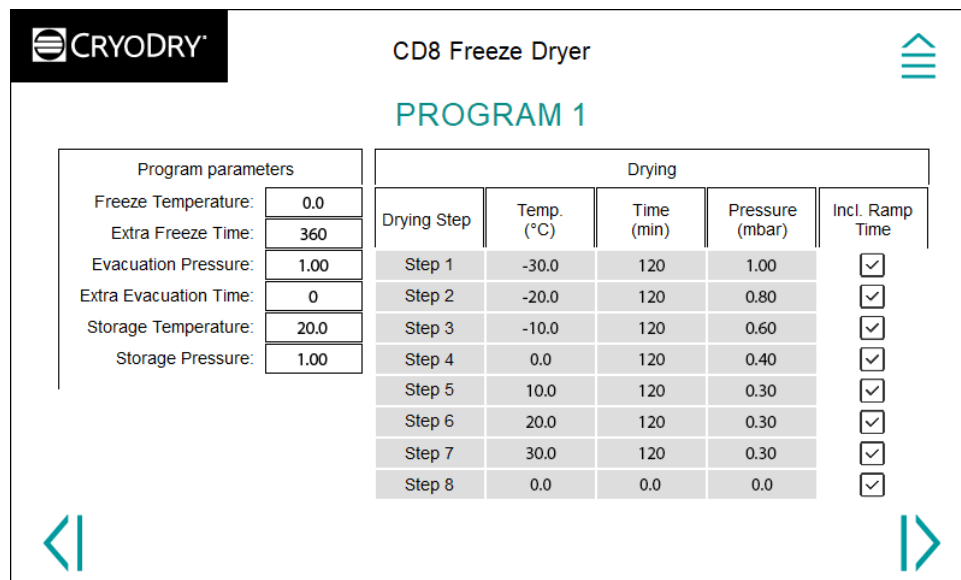 CRYODRY
CD8 Freeze Dryer
PROGRAM 1
Program parameters
Freeze Temperature: 0.0
Extra Freeze Time: 360
Evacuation Pressure: 1.00
Extra Evacuation Time: 0
Storage Temperature: 20.0
Storage Pressure: 1.00
Drying
Drying Step Temp. (°C) Time (min) Pressure (mbar) Incl. Ramp Time
Step 1 -30.0 120 1.00
Step 2 -20.0 120 0.80
Step 3 -10.0 120 0.60
Step 4 0.0 120 0.40
Step 5 10.0 120 0.30
Step 6 20.0 120 0.30
Step 7 30.0 120 0.30
Step 8 0.0 0.0 0.0